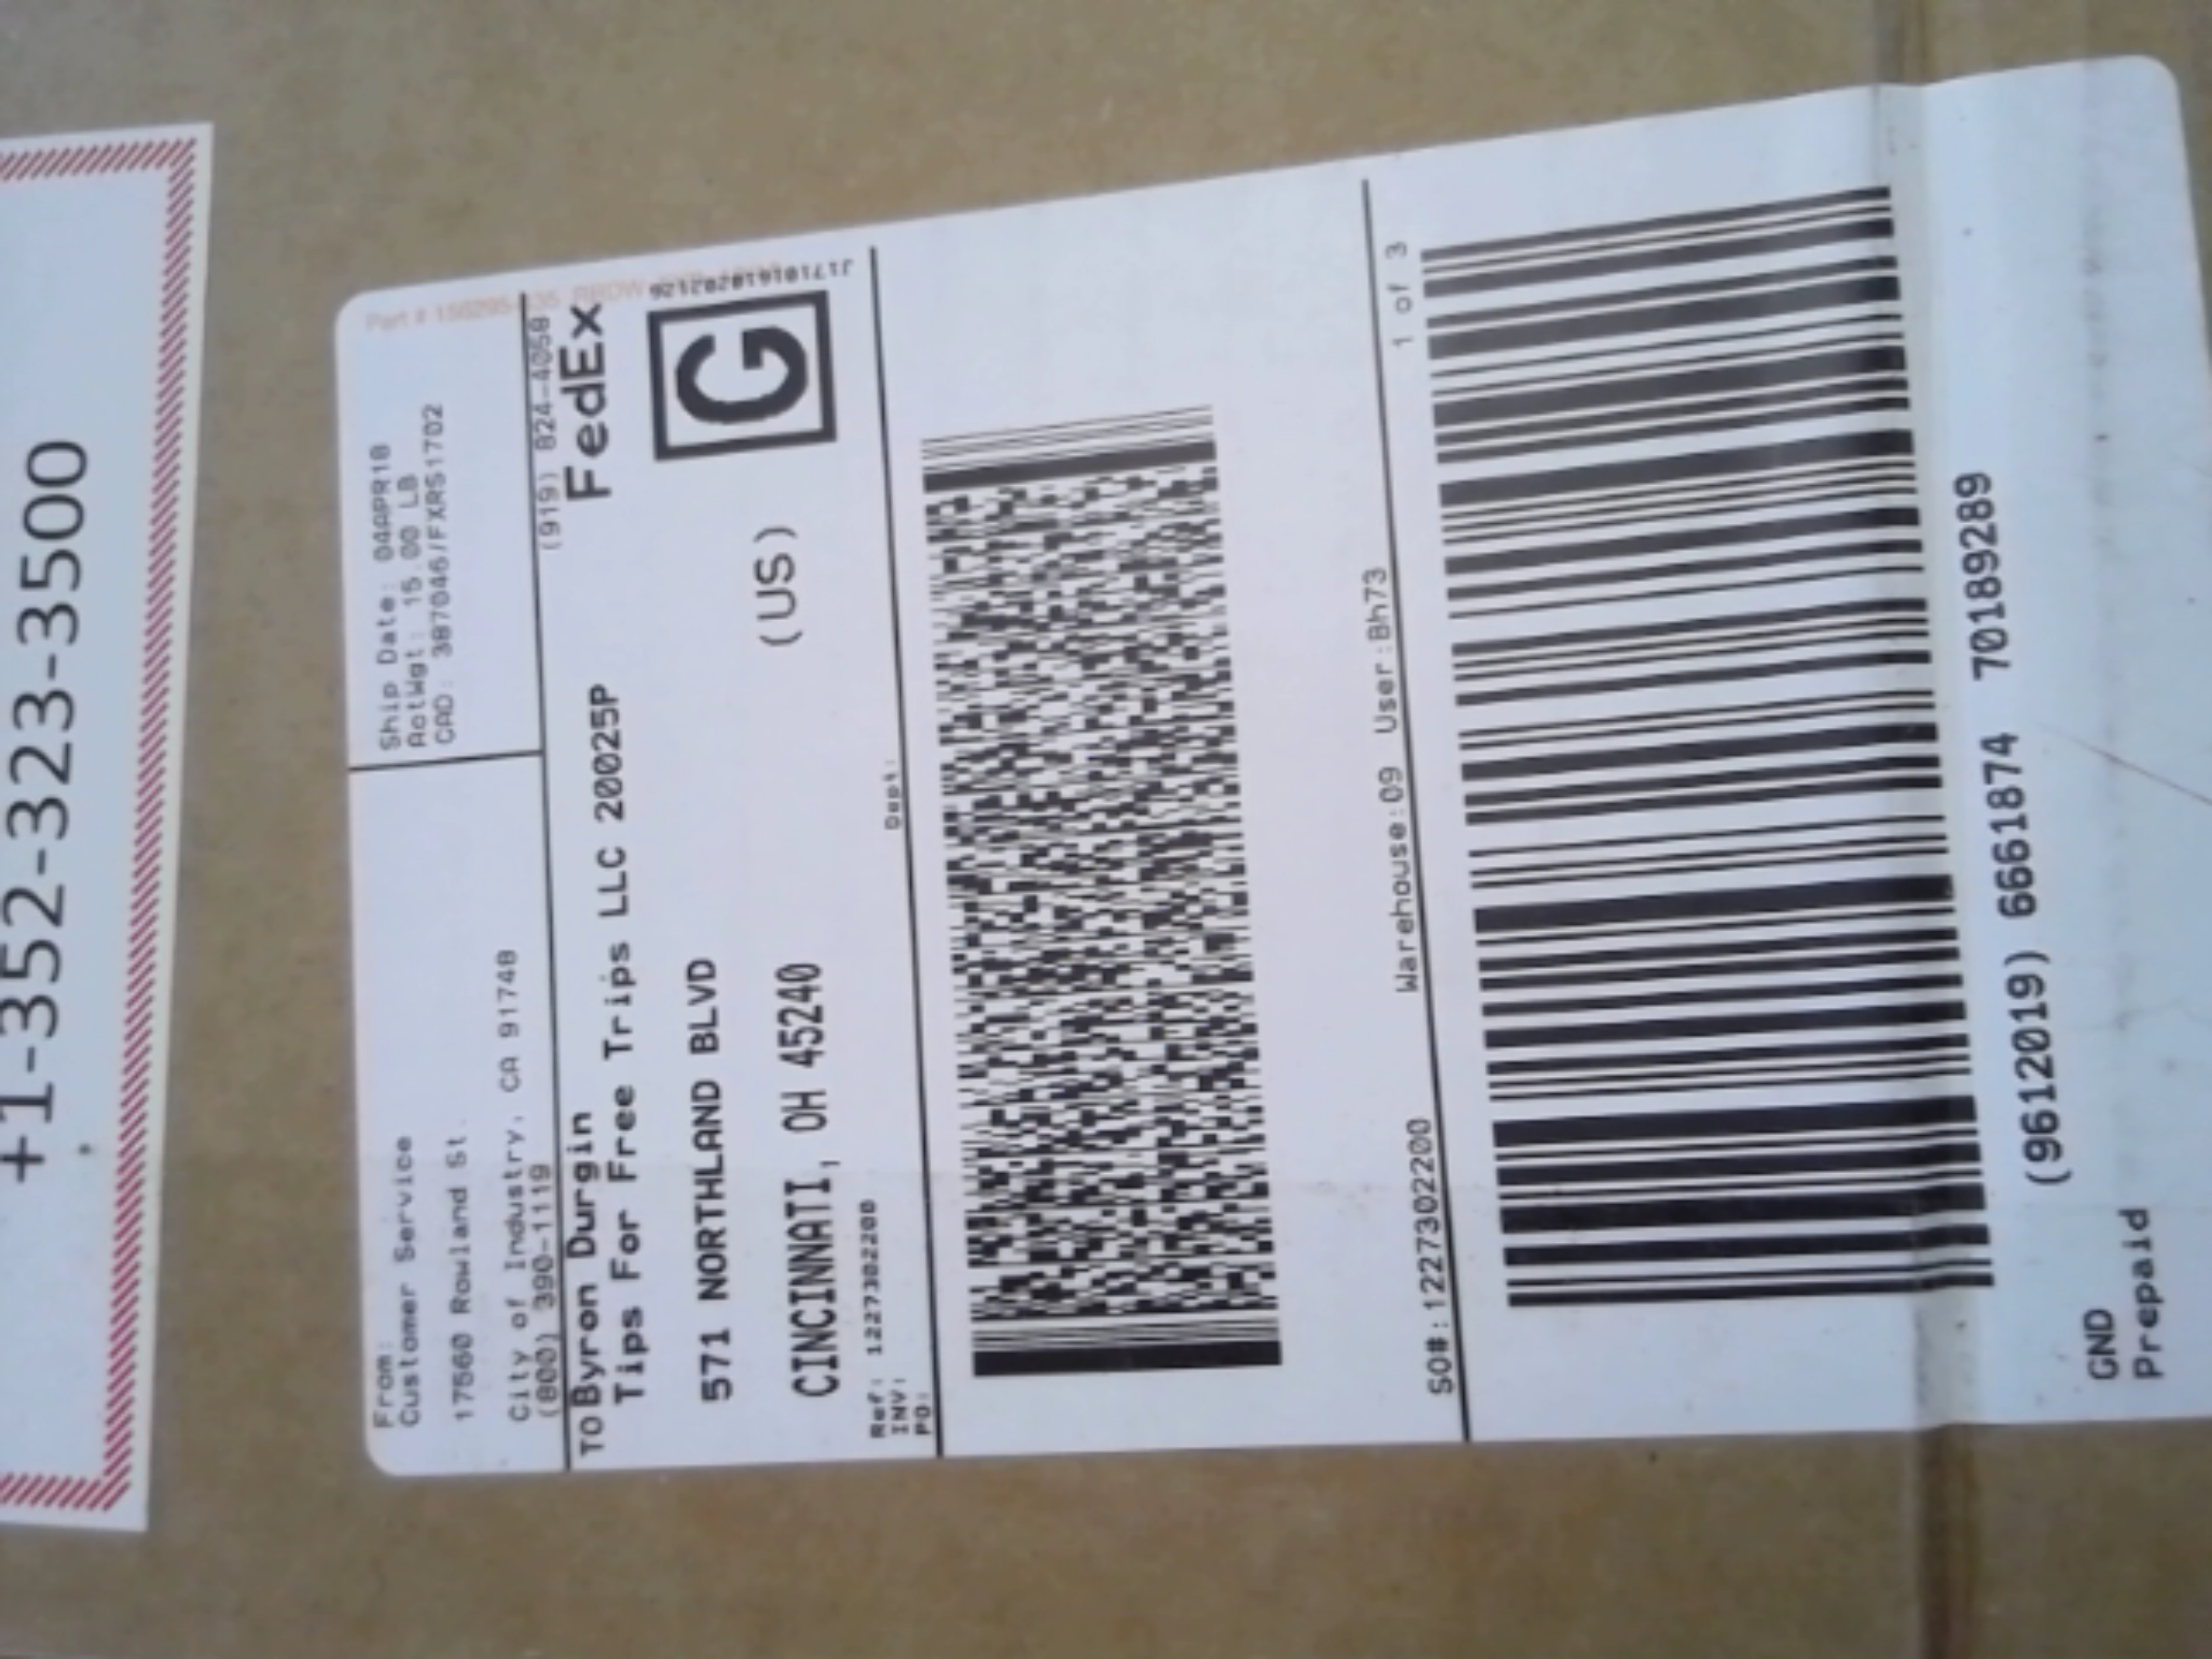 +1-352-323-3500
From:
Customer Service
17560 Rowland St.
City of Industry, CA 91748
(800) 390-1119
Ship Date: 04APR18
ActWgt: 15.00 LB
CAD: 387046/FXRS1702
(919) 824-4058
TO Byron Durgin
Tips For Free Trips LLC 20025P
571 NORTHLAND BLVD
CINCINNATI, OH 45240
(US)
FedEx
G
J17101610202126
Ref: 1227302200
INV:
PO:
Dept:
SO#:12273022200 Warehouse:09 User:Bh73
1 of 3
(9612019) 6661874 70189289
GND
Prepaid